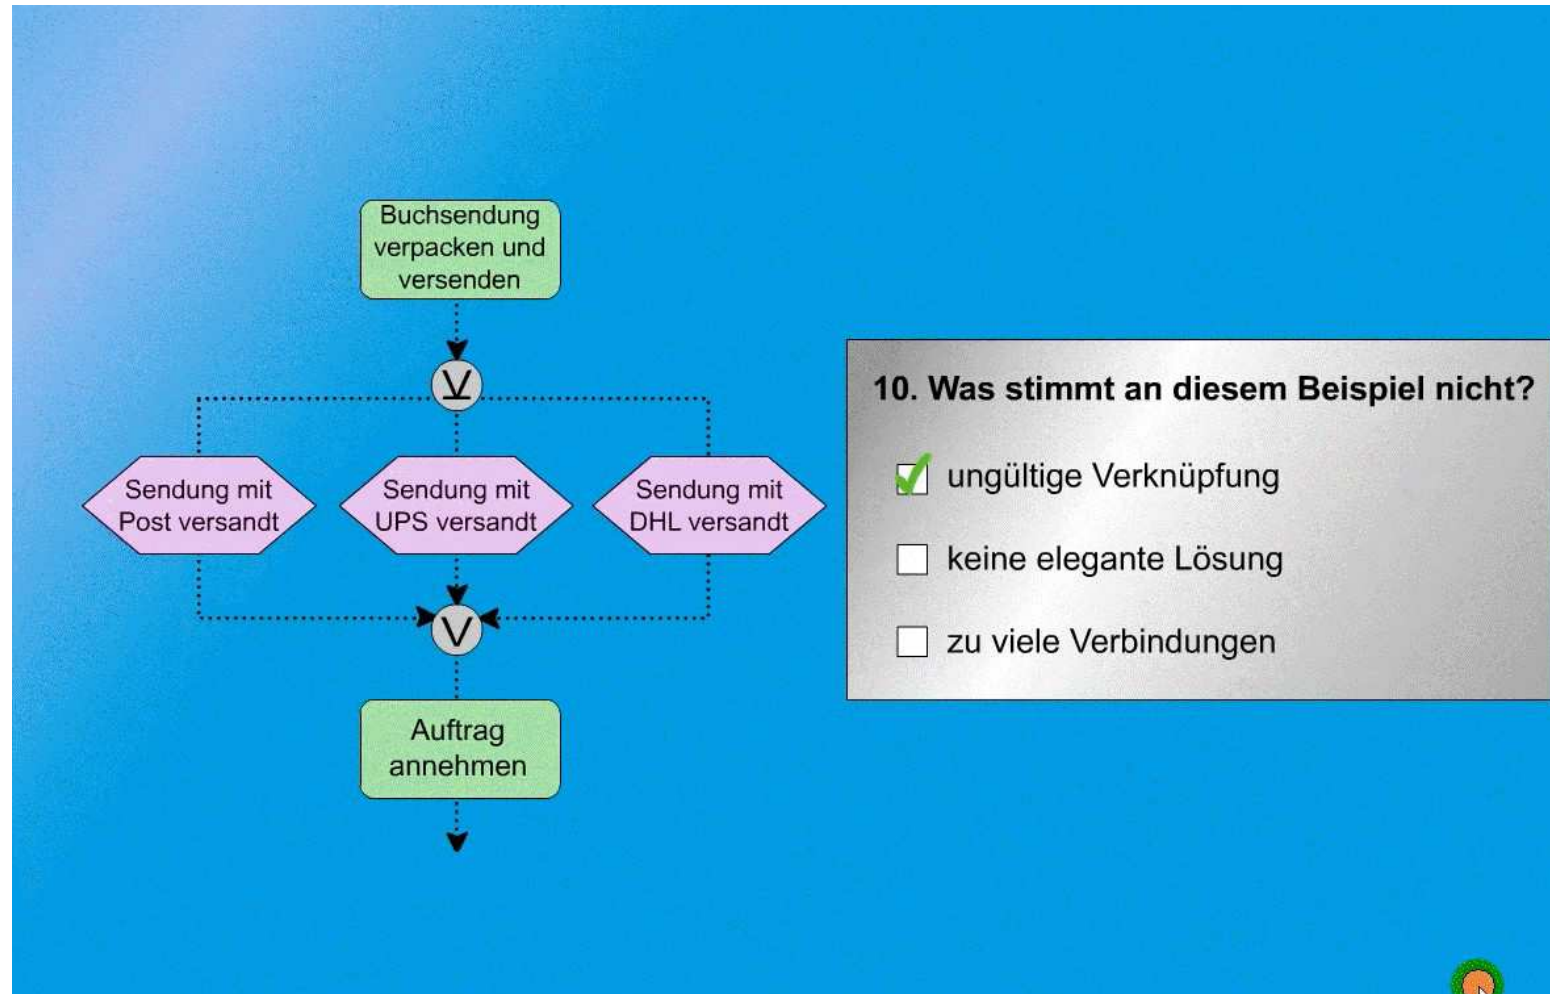 Buchsendung
verpacken und
versenden
V
Sendung mit
Post versandt
Sendung mit
UPS versandt
Sendung mit
DHL versandt
V
Auftrag
annehmen
10. Was stimmt an diesem Beispiel nicht?
ungültige Verknüpfung
keine elegante Lösung
zu viele Verbindungen